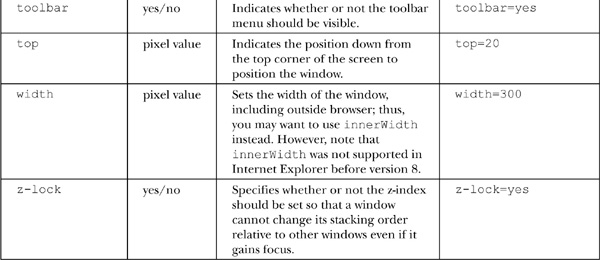 toolbar yes/no Indicates whether or not the toolbar toolbar=yes
menu should be visible.
top pixel value Indicates the position down from top=20
the top corner of the screen to
position the window.
width pixel value Sets the width of the window, width=300
including outside browser; thus,
you may want to use innerWidth
instead. However, note that
innerWidth was not supported in
Internet Explorer before version 8.
z-lock yes/no Specifies whether or not the z-index z-lock=yes
should be set so that a window
cannot change its stacking order
relative to other windows even if it
gains focus.